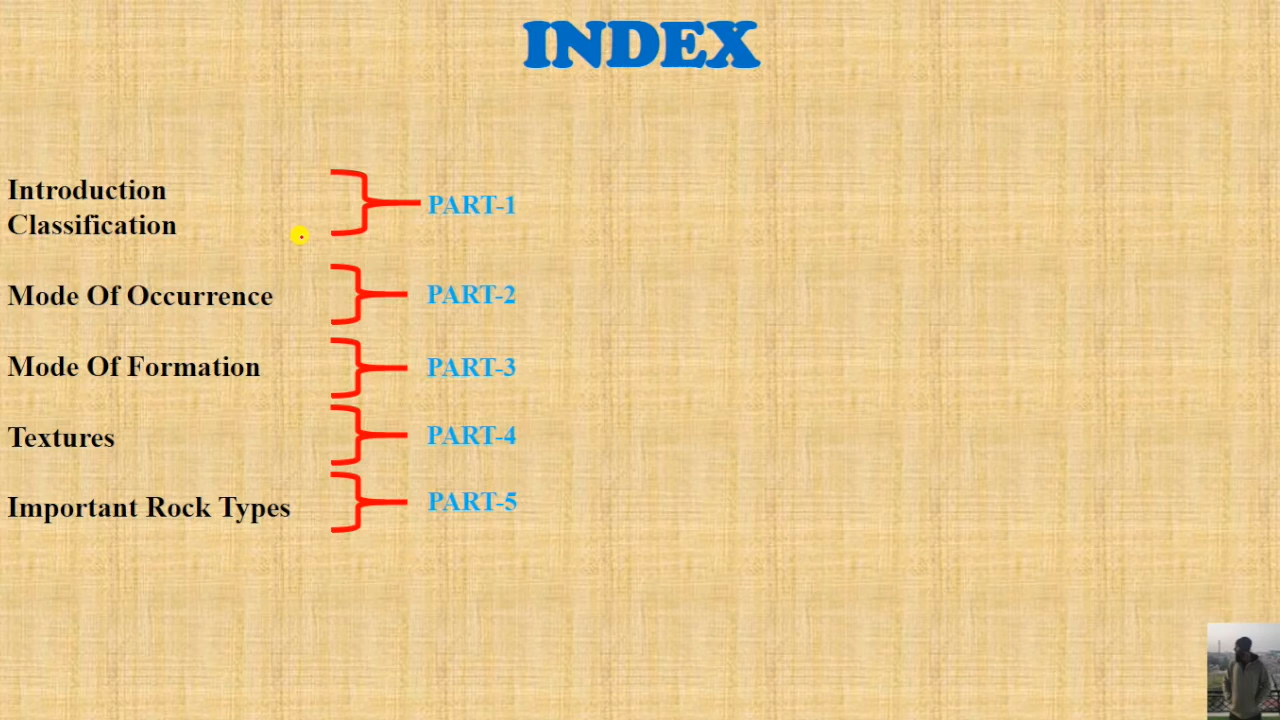 INDEX
Introduction
Classification
PART-1
Mode Of Occurrence
PART-2
Mode Of Formation
PART-3
Textures
PART-4
Important Rock Types
PART-5